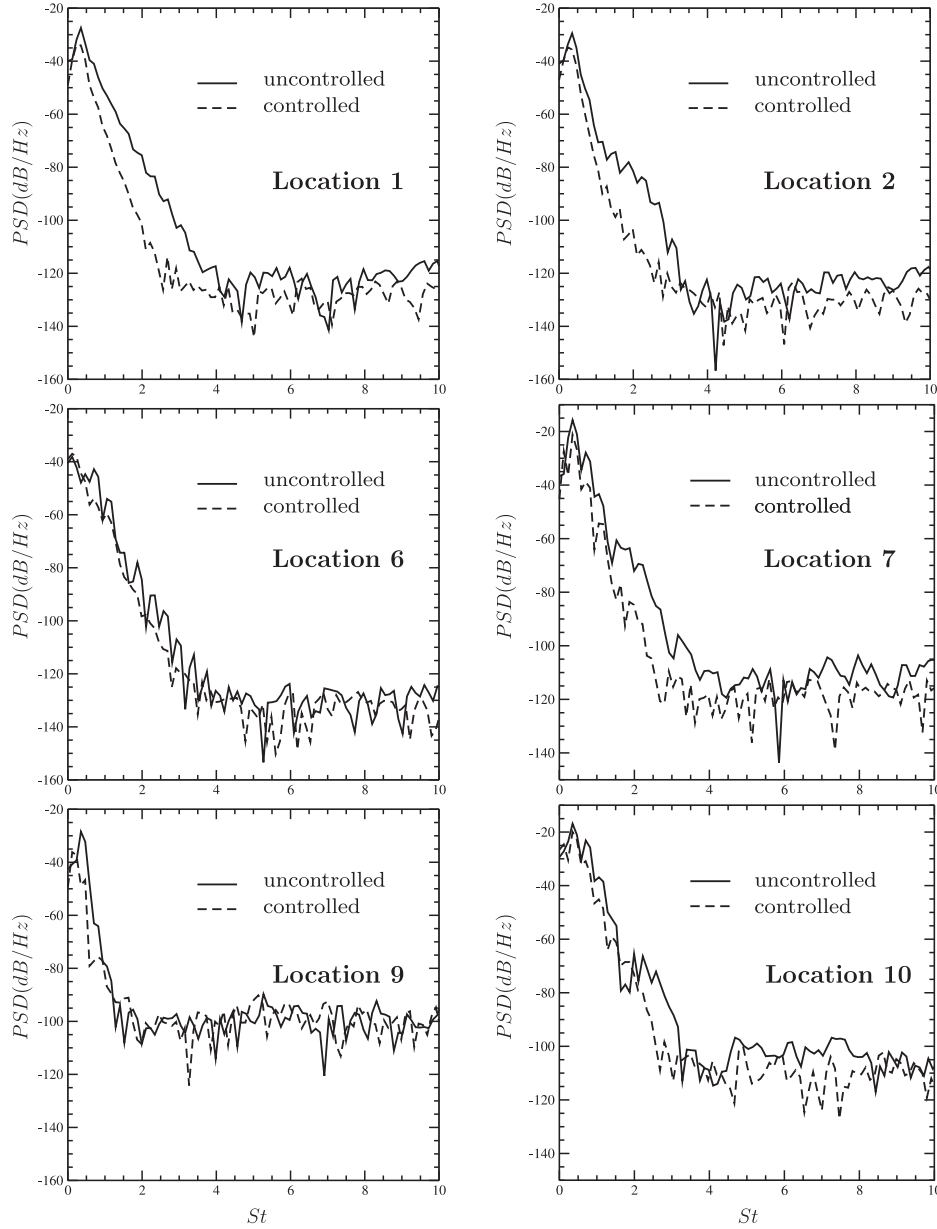 -20
-40
-60
-80
-100
-120
-140
-160
PSD(dB/Hz)
uncontrolled
controlled
Location 1
0 2 4 6 8 10
-20
-40
-60
-80
-100
-120
-140
-160
PSD(dB/Hz)
uncontrolled
controlled
Location 2
0 2 4 6 8 10
-20
-40
-60
-80
-100
-120
-140
-160
PSD(dB/Hz)
uncontrolled
controlled
Location 6
0 2 4 6 8 10
-20
-40
-60
-80
-100
-120
-140
PSD(dB/Hz)
uncontrolled
controlled
Location 7
0 2 4 6 8 10
-20
-40
-60
-80
-100
-120
-140
-160
PSD(dB/Hz)
uncontrolled
controlled
Location 9
0 2 4 6 8 10
St
-20
-40
-60
-80
-100
-120
-140
PSD(dB/Hz)
uncontrolled
controlled
Location 10
0 2 4 6 8 10
St